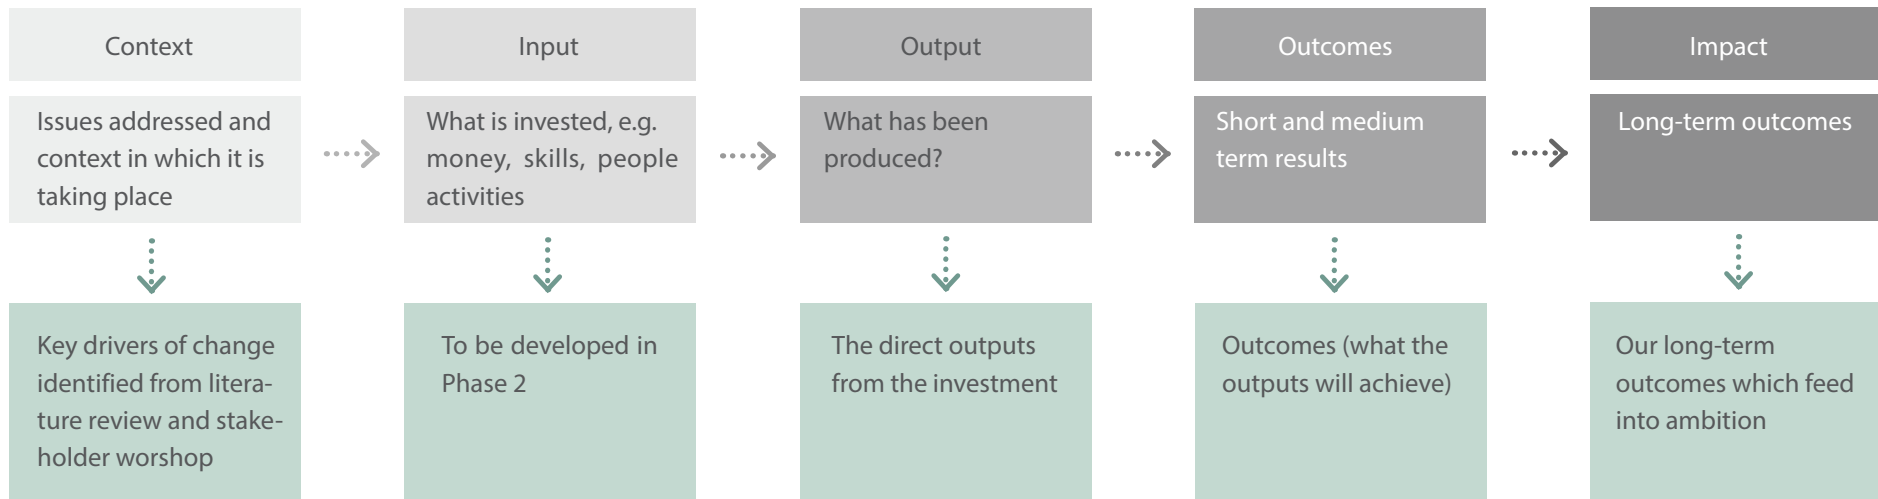 Context
Input
Output
Outcomes
Impact
Issues addressed and
context in which it is
taking place
What is invested, e.g.
money, skills, people
activities
What has been
produced?
Short and medium
term results
Long-term outcomes
Key drivers of change
identified from litera-
ture review and stake-
holder worshop
To be developed in
Phase 2
The direct outputs
from the investment
Outcomes (what the
outputs will achieve)
Our long-term
outcomes which feed
into ambition